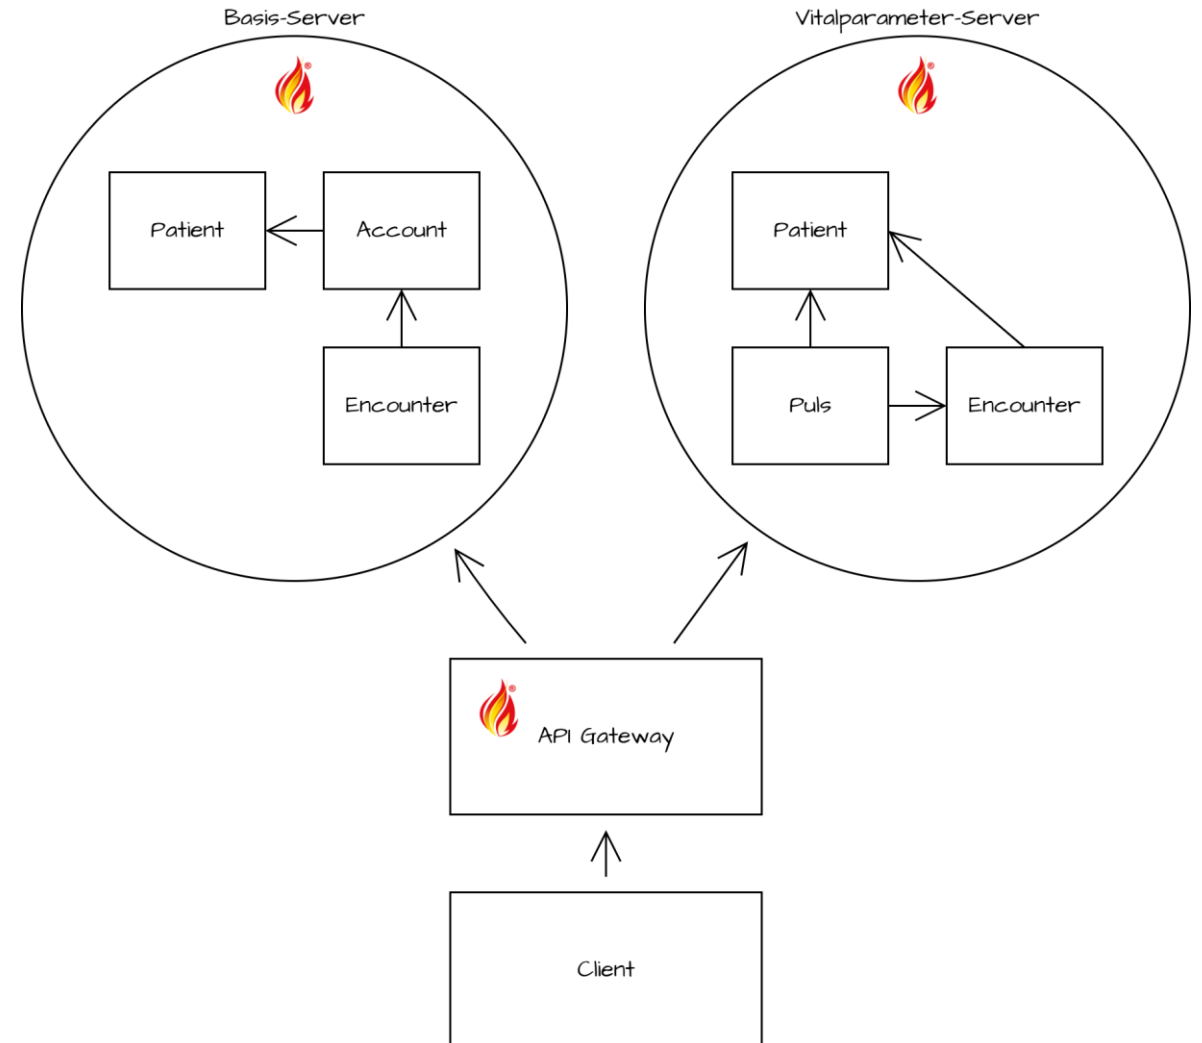 Basis-Server
Vitalparameter-Server
Patient
Account
Encounter
Patient
Puls
Encounter
API Gateway
Client